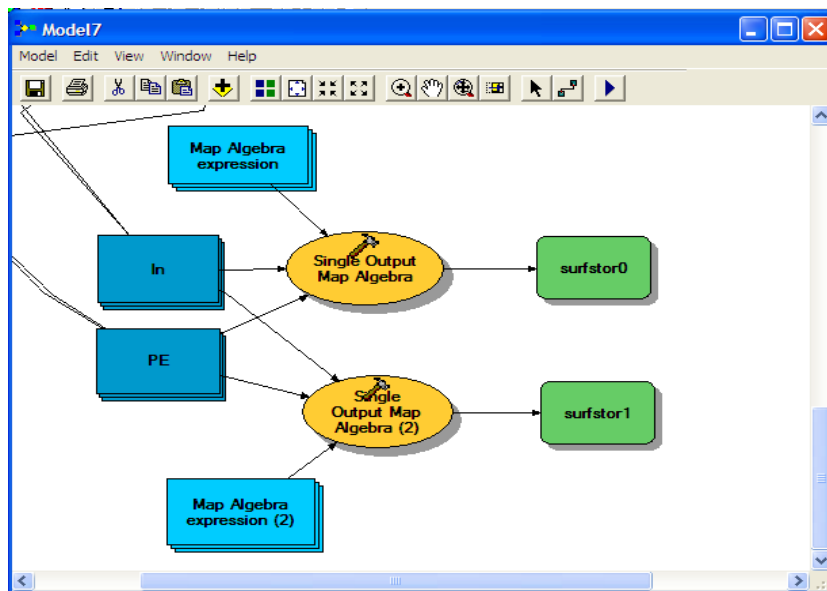 Model7
Model Edit View Window Help
Map Algebra
expression
In
Single Output
Map Algebra
surfstor0
PE
Single
Output Map
Algebra (2)
surfstor1
Map Algebra
expression (2)